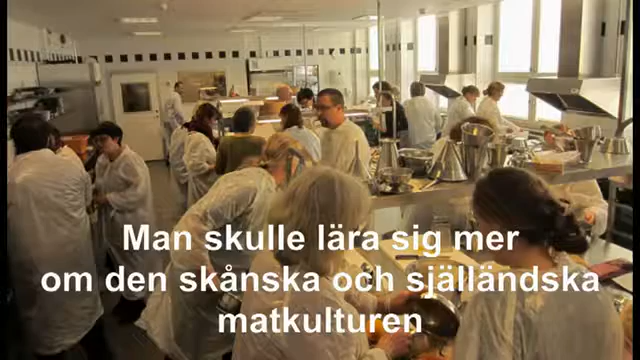 Man skulle lära sig mer
om den skånska och själländska
matkulturen